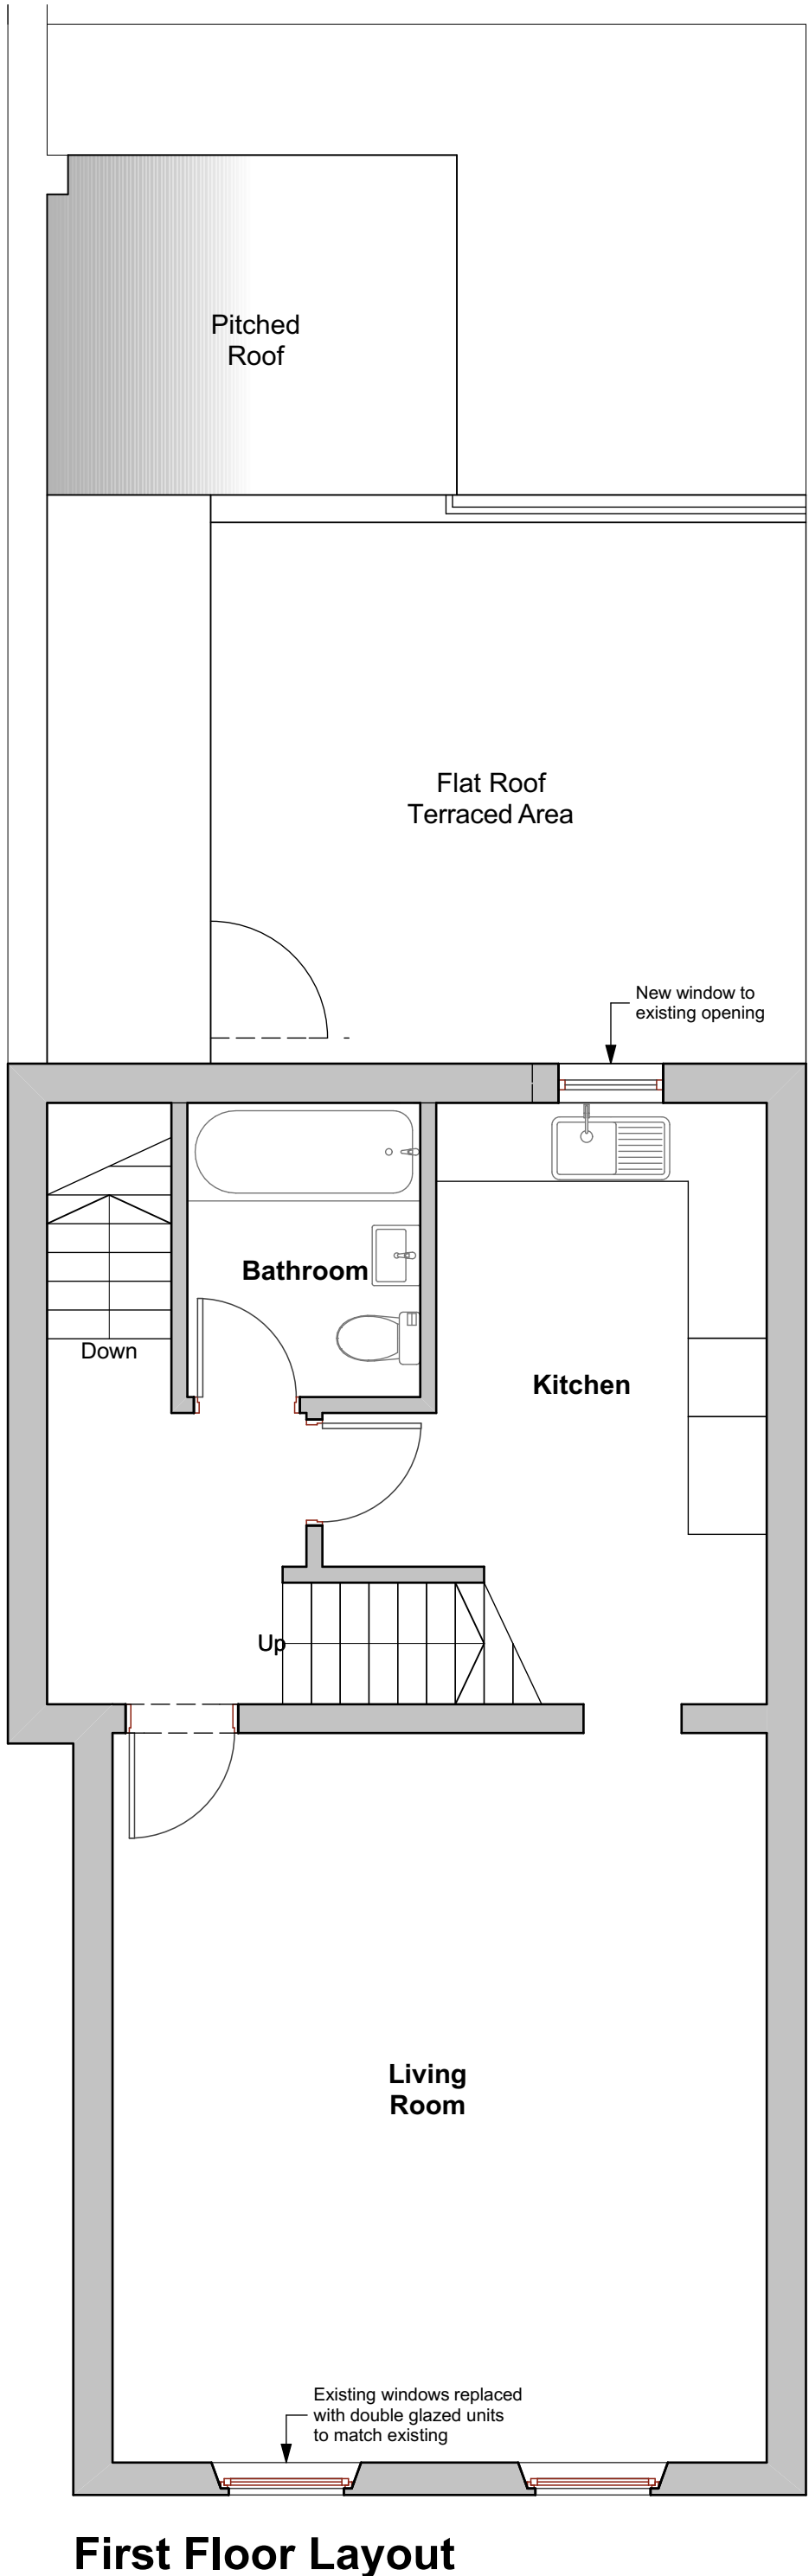 Pitched
Roof
Flat Roof
Terraced Area
New window to
existing opening
Bathroom
Down
Kitchen
Up
Living
Room
Existing windows replaced
with double glazed units
to match existing
First Floor Layout